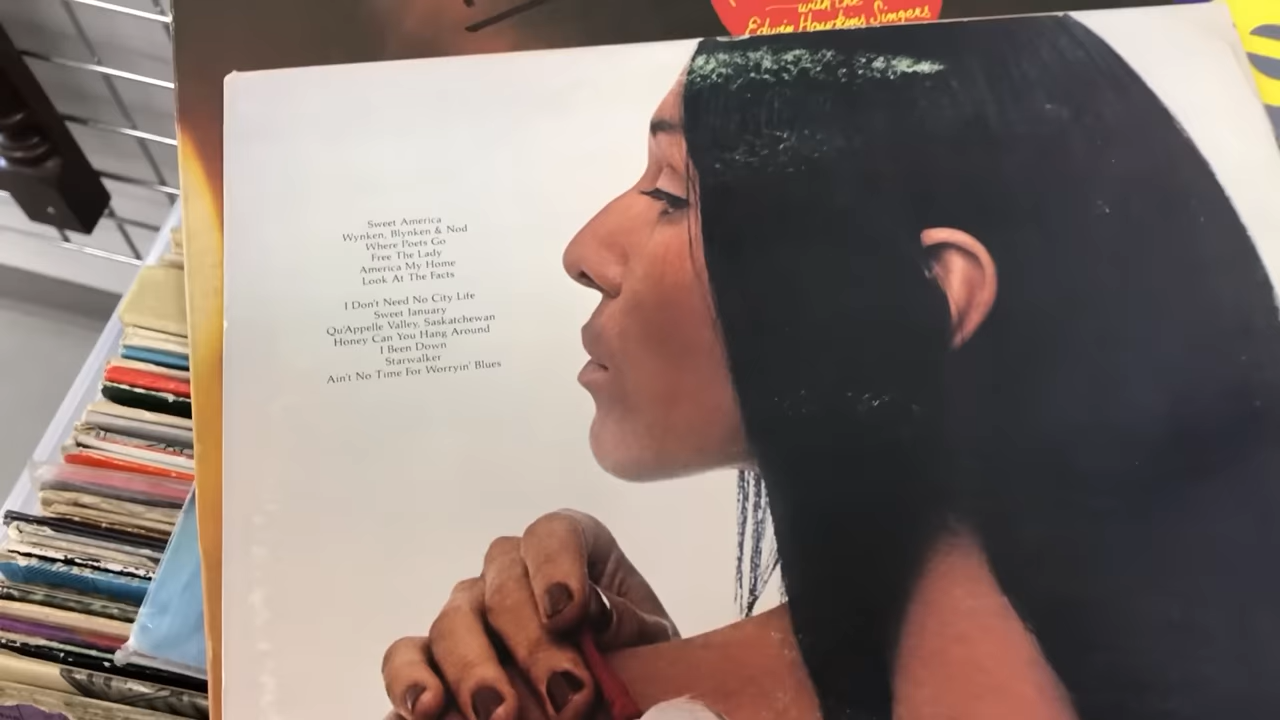 with the
Edwin Hawkins Singers
Sweet America
Wynken, Blynken & Nod
Where Poets Go
Free The Lady
America My Home
Look At The Facts
I Don't Need No City Life
Sweet January
Qu'Appelle Valley, Saskatchewan
Honey Can You Hang Around
I Been Down
Starwalker
Ain't No Time For Worryin' Blues